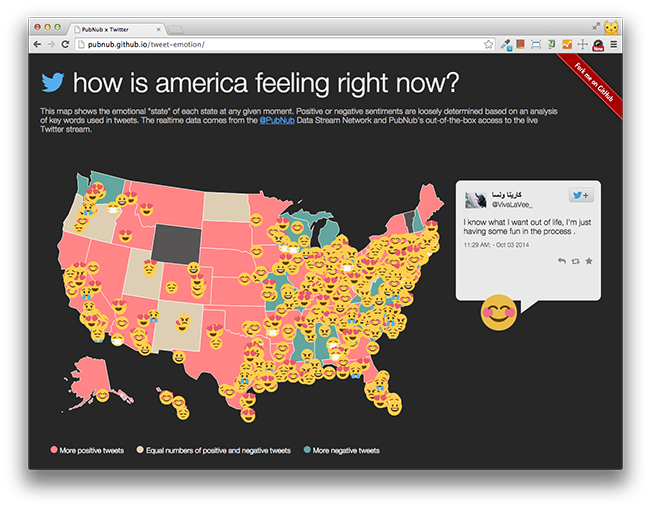 PubNub x Twitter
pubnub.github.io/tweet-emotion/
New
Fork me on GitHub
how is america feeling right now?
This map shows the emotional "state" of each state at any given moment. Positive or negative sentiments are loosely determined based on an analysis
of key words used in tweets. The realtime data comes from the @PubNub Data Stream Network and PubNub's out-of-the-box access to the live
Twitter stream.
كارينا ونسا
@VivaLaVee_
I know what I want out of life, I'm just
having some fun in the process .
11:29 AM; - Oct 03 2014
More positive tweets
Equal numbers of positive and negative tweets
More negative tweets